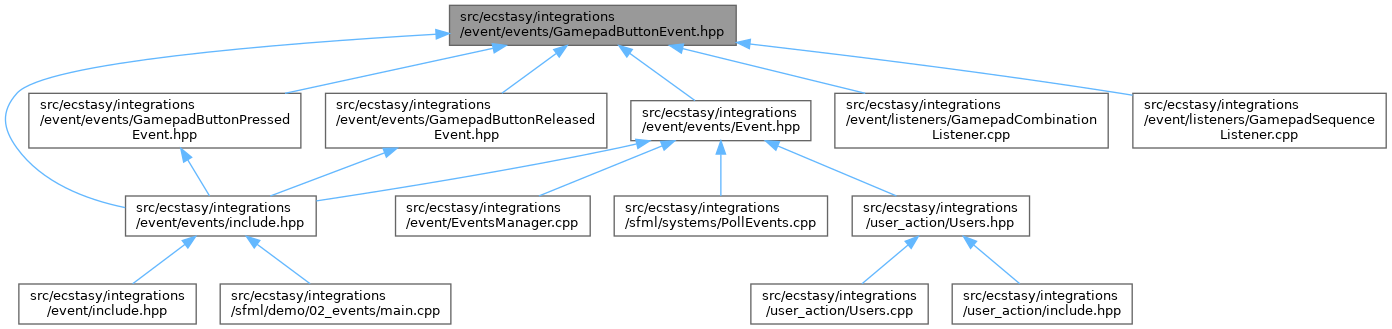 src/ecstasy/integrations
/event/events/GamepadButtonEvent.hpp
src/ecstasy/integrations
/event/events/GamepadButtonPressed
Event.hpp
src/ecstasy/integrations
/event/events/GamepadButtonReleased
Event.hpp
src/ecstasy/integrations
/event/events/Event.hpp
src/ecstasy/integrations
/event/listeners/GamepadCombination
Listener.cpp
src/ecstasy/integrations
/event/listeners/GamepadSequence
Listener.cpp
src/ecstasy/integrations
/event/events/include.hpp
src/ecstasy/integrations
/event/EventsManager.cpp
src/ecstasy/integrations
/sfml/systems/PollEvents.cpp
src/ecstasy/integrations
/user_action/Users.hpp
src/ecstasy/integrations
/event/include.hpp
src/ecstasy/integrations
/sfml/demo/02_events/main.cpp
src/ecstasy/integrations
/user_action/Users.cpp
src/ecstasy/integrations
/user_action/include.hpp